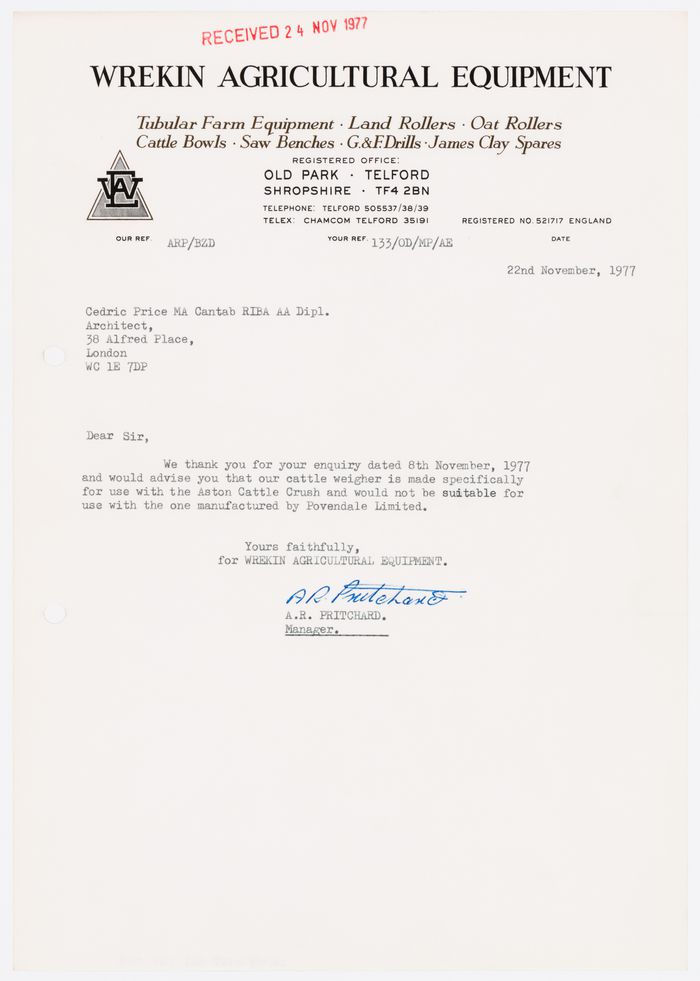 RECEIVED 24 NOV 1977
WREKIN AGRICULTURAL EQUIPMENT
Tubular Farm Equipment · Land Rollers · Oat Rollers
Cattle Bowls · Saw Benches · G.&F. Drills · James Clay Spares
REGISTERED OFFICE:
OLD PARK · TELFORD
SHROPSHIRE · TF4 2BN
TELEPHONE: TELFORD 505537/38/39
TELEX: CHAMCOM TELFORD 35191 REGISTERED NO. 521717 ENGLAND
WAE
OUR REF. ARP/BZD YOUR REF. 133/OD/MP/AE DATE
22nd November, 1977
Cedric Price MA Cantab RIBA AA Dipl.
Architect,
38 Alfred Place,
London
WC 1E 7DP
Dear Sir,
We thank you for your enquiry dated 8th November, 1977
and would advise you that our cattle weigher is made specifically
for use with the Aston Cattle Crush and would not be suitable for
use with the one manufactured by Povendale Limited.
Yours faithfully,
for WREKIN AGRICULTURAL EQUIPMENT.
A.R. Pritchard
A.R. PRITCHARD.
Manager.